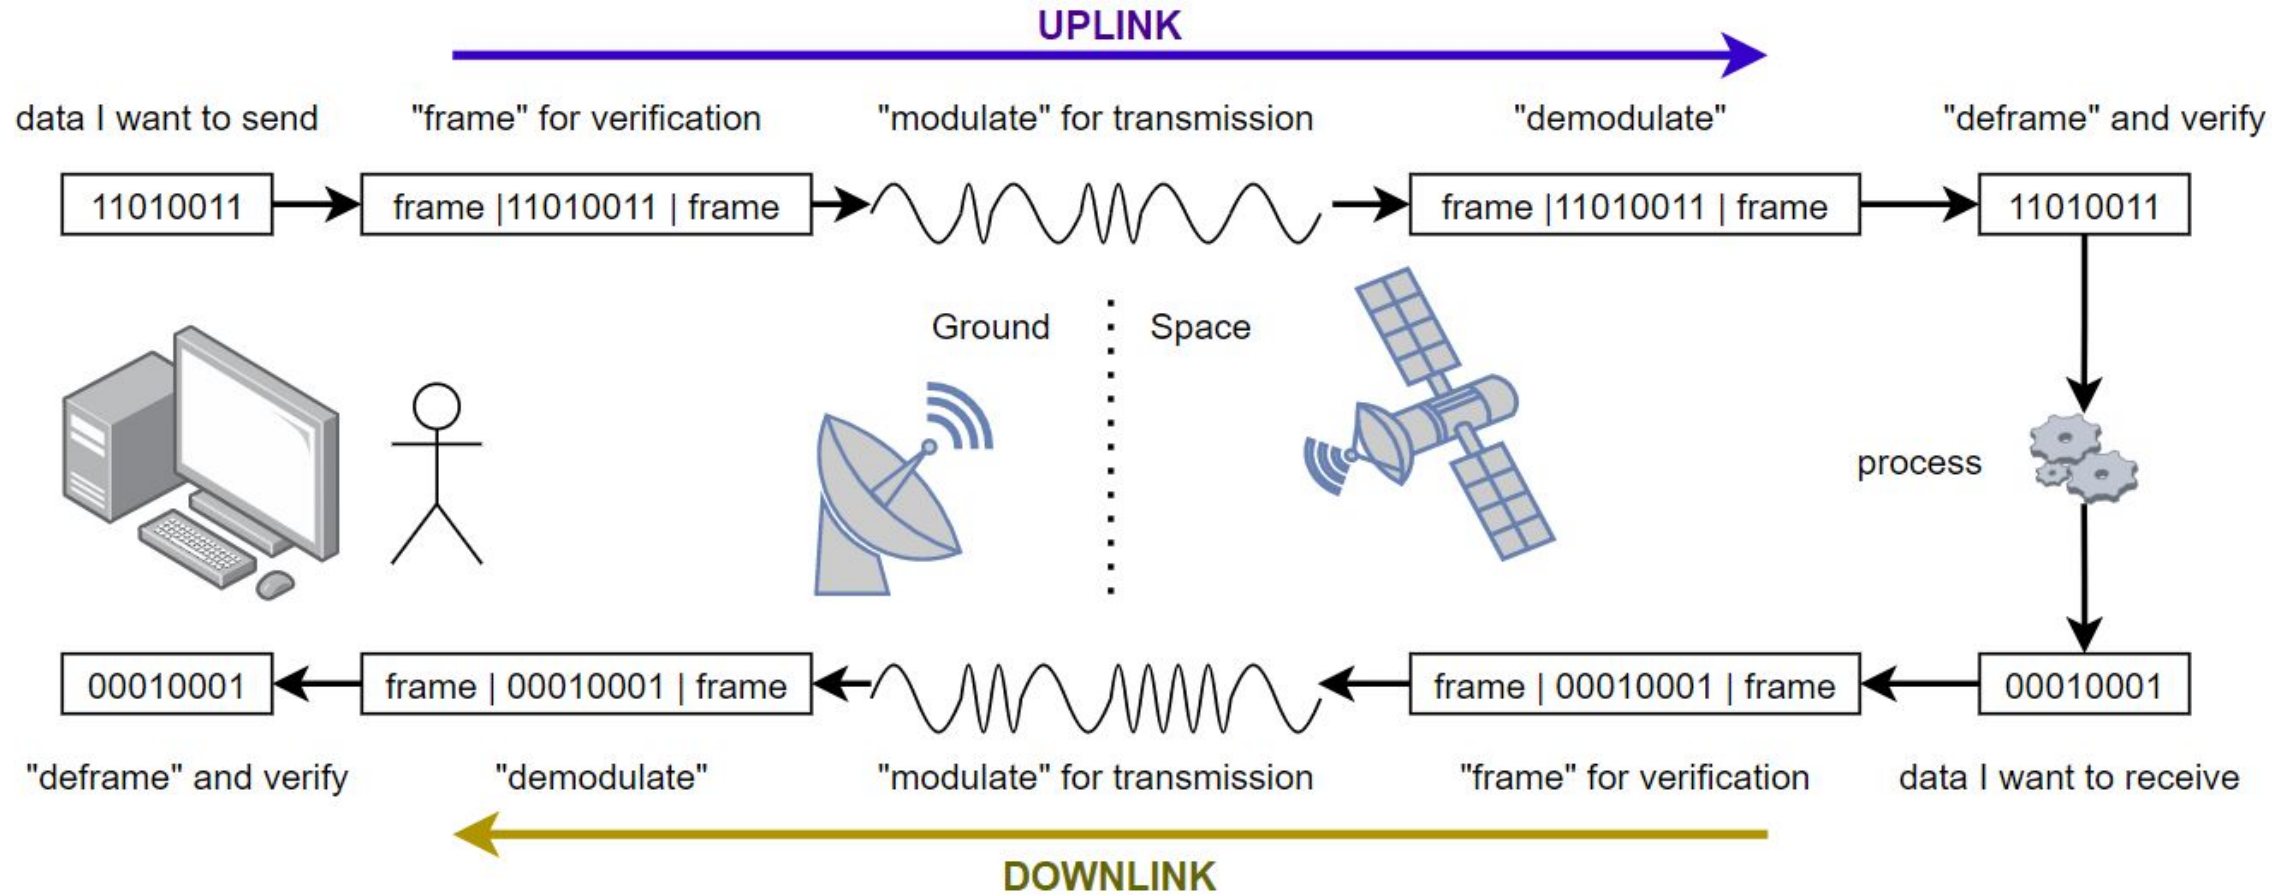 UPLINK
data I want to send
"frame" for verification
"modulate" for transmission
"demodulate"
"deframe" and verify
11010011
frame |11010011 | frame
frame |11010011 | frame
11010011
Ground
Space
process
00010001
frame | 00010001 | frame
frame | 00010001 | frame
00010001
"deframe" and verify
"demodulate"
"modulate" for transmission
"frame" for verification
data I want to receive
DOWNLINK